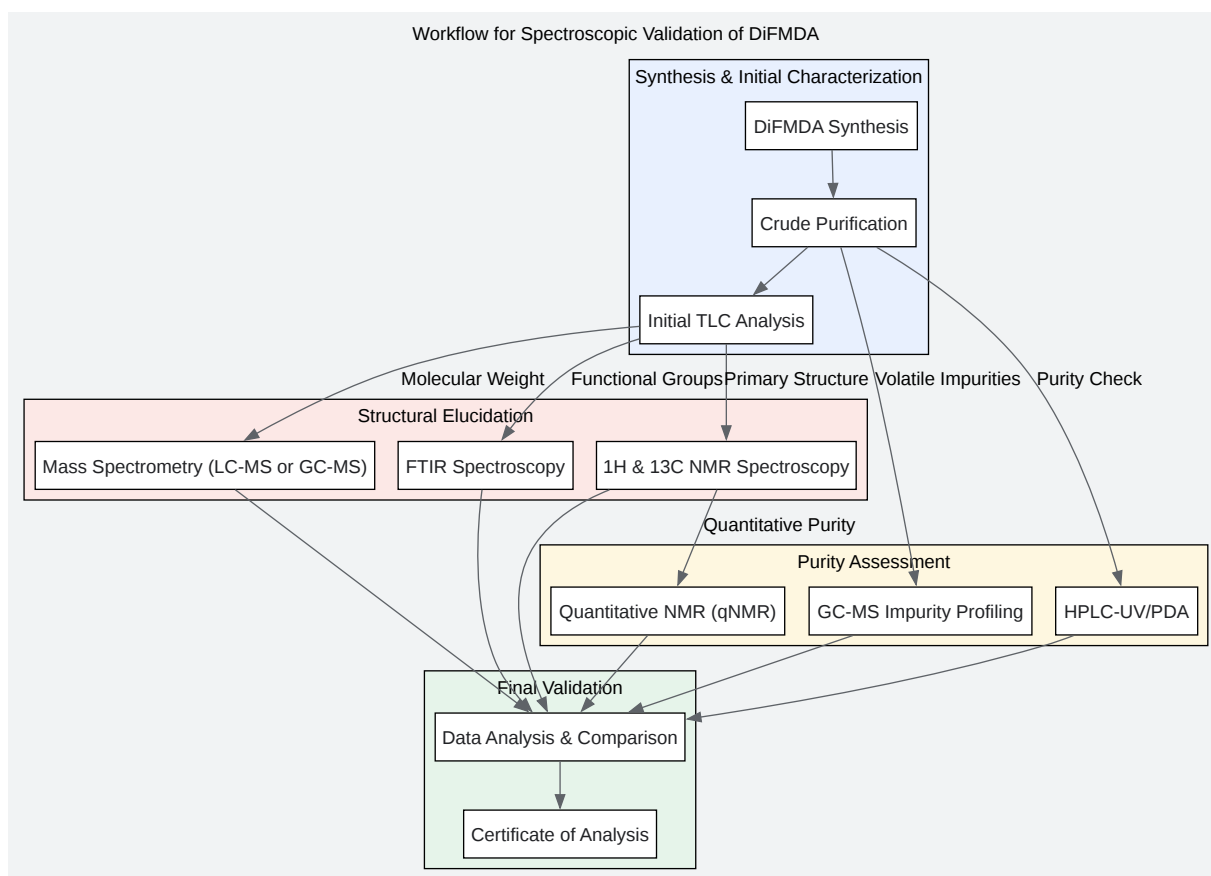 Workflow for Spectroscopic Validation of DiFMDA
Synthesis & Initial Characterization
DiFMDA Synthesis
Crude Purification
Initial TLC Analysis
Molecular Weight
Functional Groups
Primary Structure
Volatile Impurities
Purity Check
Structural Elucidation
Mass Spectrometry (LC-MS or GC-MS)
FTIR Spectroscopy
1H & 13C NMR Spectroscopy
Quantitative Purity
Purity Assessment
Quantitative NMR (qNMR)
GC-MS Impurity Profiling
HPLC-UV/PDA
Final Validation
Data Analysis & Comparison
Certificate of Analysis